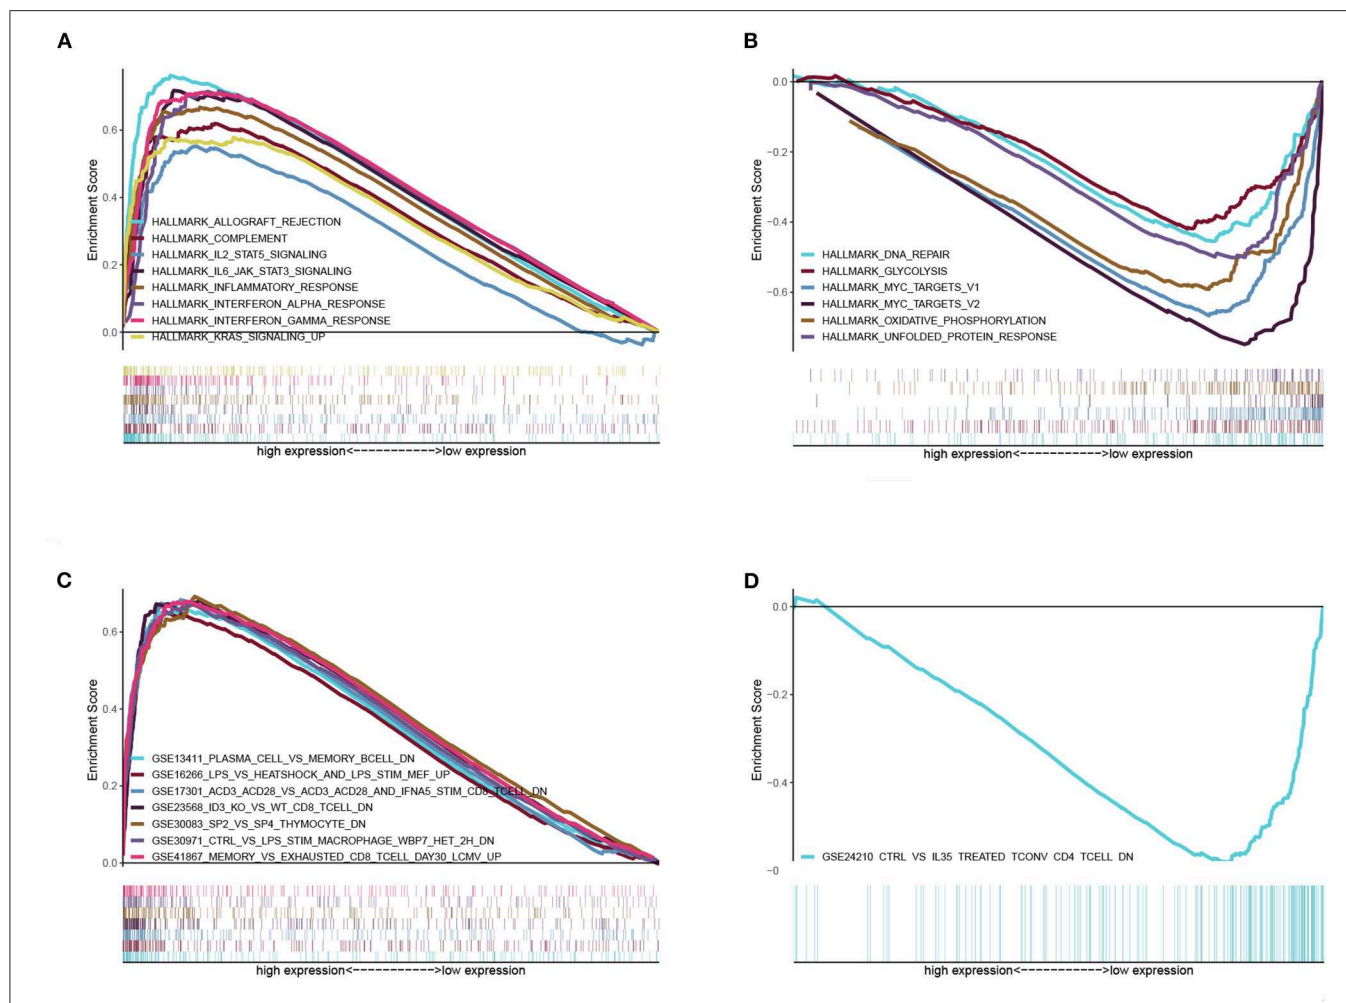 A
Enrichment Score
0.6
0.4
0.2
0.0
HALLMARK_ALLOGRAFT_REJECTION
HALLMARK_COMPLEMENT
HALLMARK_IL2_STAT5_SIGNALING
HALLMARK_IL6_JAK_STAT3_SIGNALING
HALLMARK_INFLAMMATORY_RESPONSE
HALLMARK_INTERFERON_ALPHA_RESPONSE
HALLMARK_INTERFERON_GAMMA_RESPONSE
HALLMARK_KRAS_SIGNALING_UP
high expression<------------>low expression
B
Enrichment Score
0.0
−0.2
−0.4
−0.6
HALLMARK_DNA_REPAIR
HALLMARK_GLYCOLYSIS
HALLMARK_MYC_TARGETS_V1
HALLMARK_MYC_TARGETS_V2
HALLMARK_OXIDATIVE_PHOSPHORYLATION
HALLMARK_UNFOLDED_PROTEIN_RESPONSE
high expression<------------>low expression
C
Enrichment Score
0.6
0.4
0.2
0.0
GSE13411_PLASMA_CELL_VS_MEMORY_BCELL_DN
GSE16266_LPS_VS_HEATSHOCK_AND_LPS_STIM_MEF_UP
GSE17301_ACD3_ACD28_VS_ACD3_ACD28_AND_IFNA5_STIM_CD8_TCELL_DN
GSE23568_ID3_KO_VS_WT_CD8_TCELL_DN
GSE30083_SP2_VS_SP4_THYMOCYTE_DN
GSE30971_CTRL_VS_LPS_STIM_MACROPHAGE_WBP7_HET_2H_DN
GSE41867_MEMORY_VS_EXHAUSTED_CD8_TCELL_DAY30_LCMV_UP
high expression<------------>low expression
D
Enrichment Score
0.0
−0.2
−0.4
−0
GSE24210 CTRL VS IL35 TREATED TCONV CD4 TCELL DN
high expression<------------>low expression